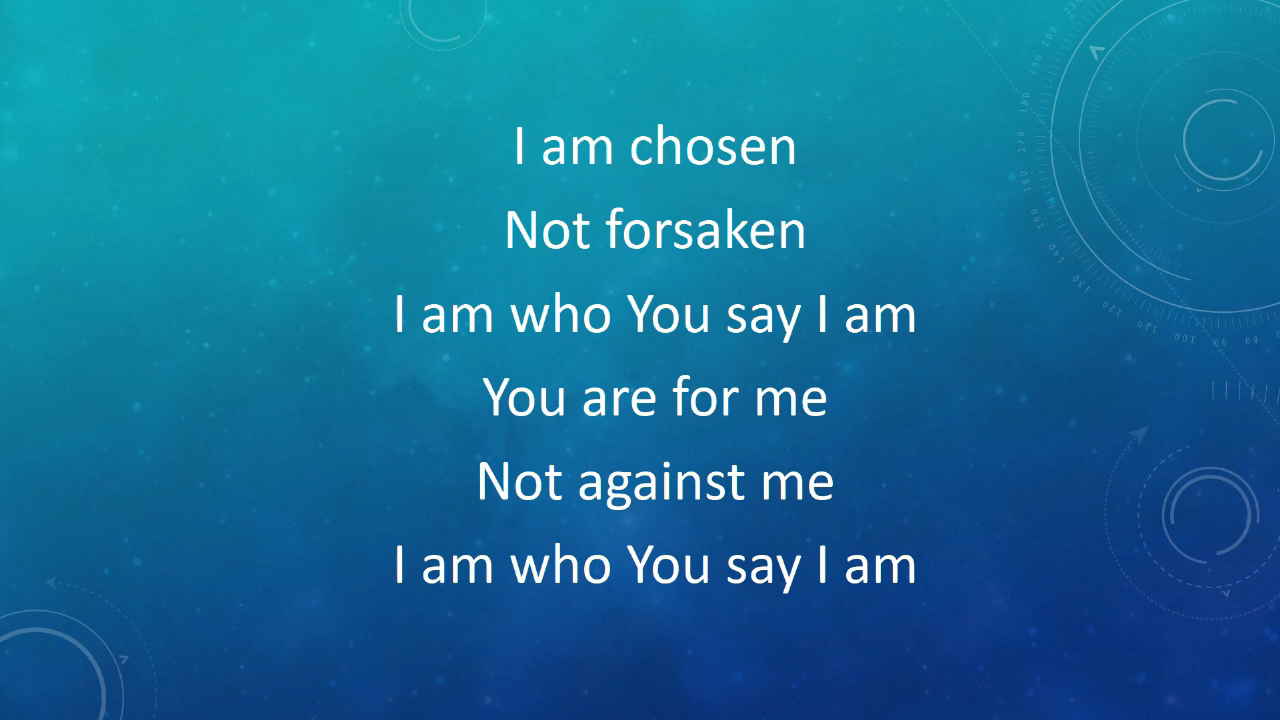 I am chosen
Not forsaken
I am who You say I am
You are for me
Not against me
I am who You say I am